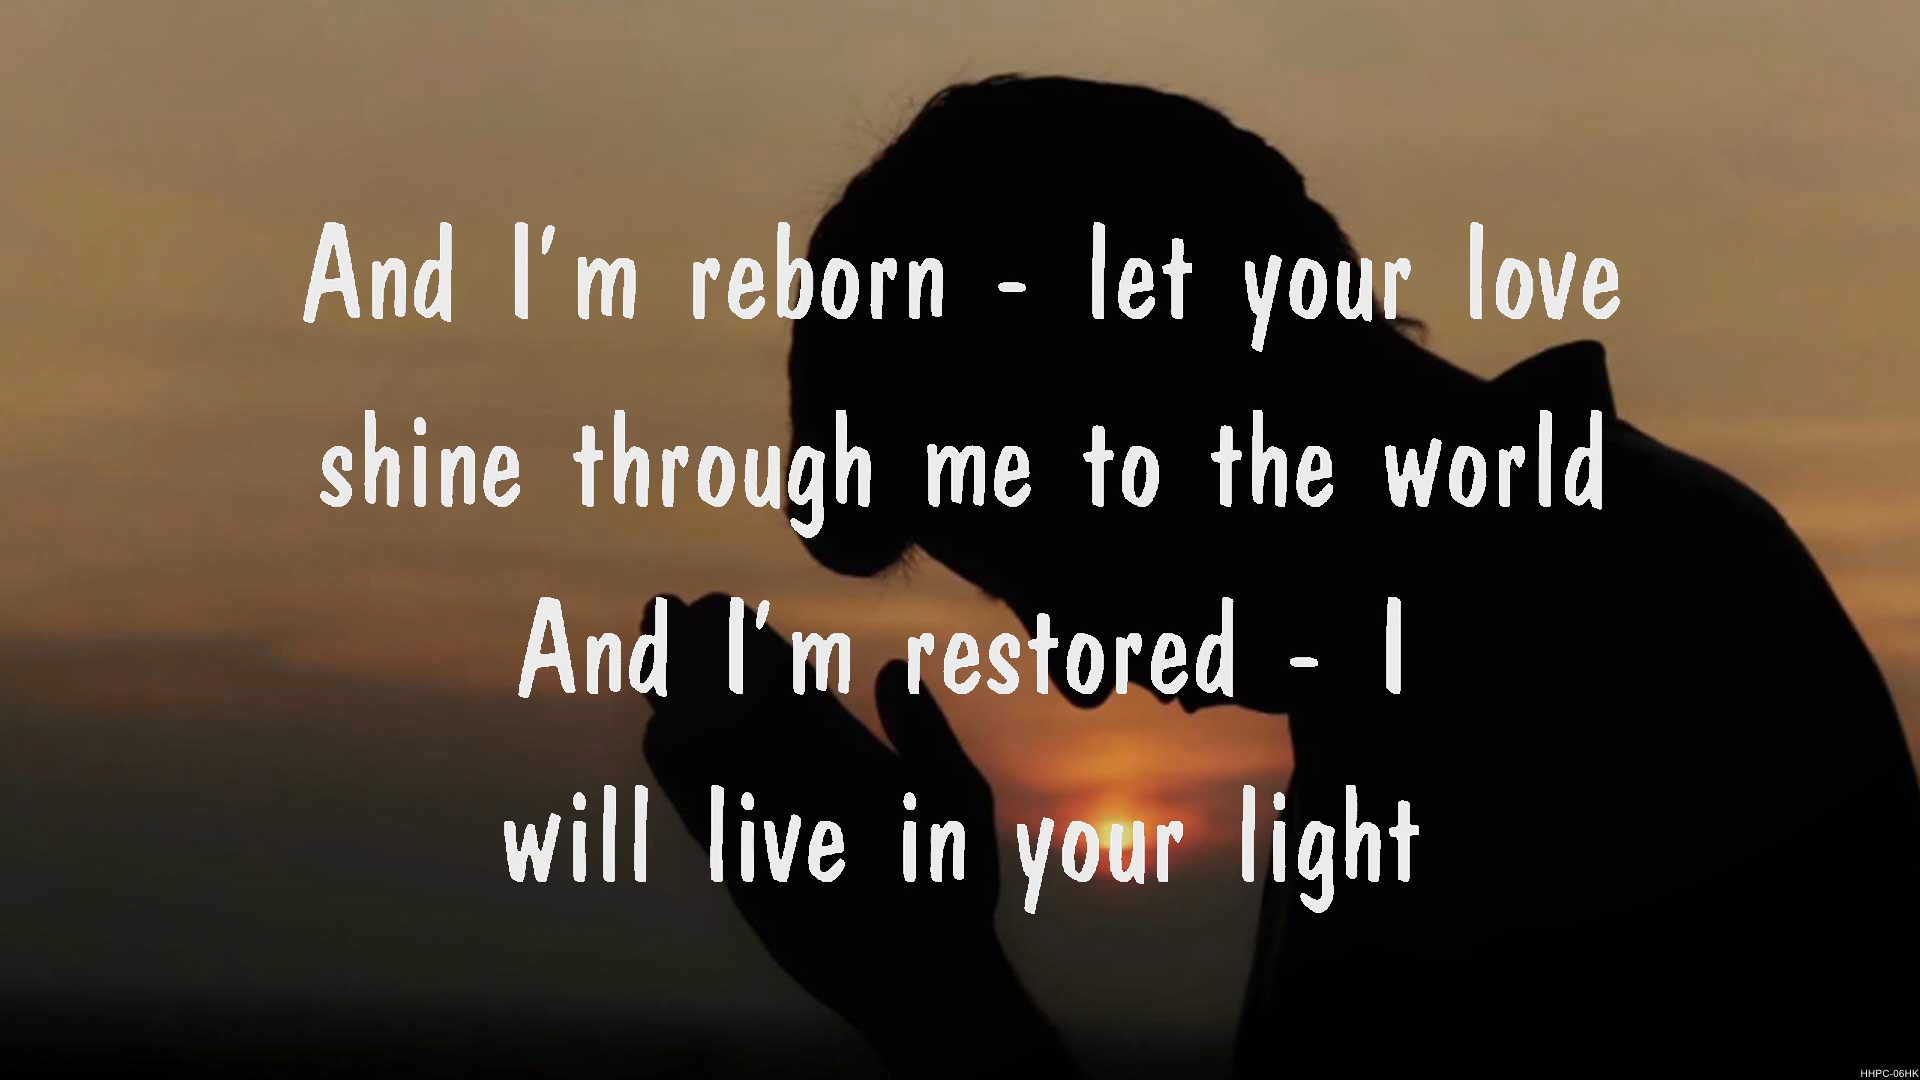 And I'm reborn - let your love
shine through me to the world
And I'm restored - I
will live in your light
HHPC-06HK